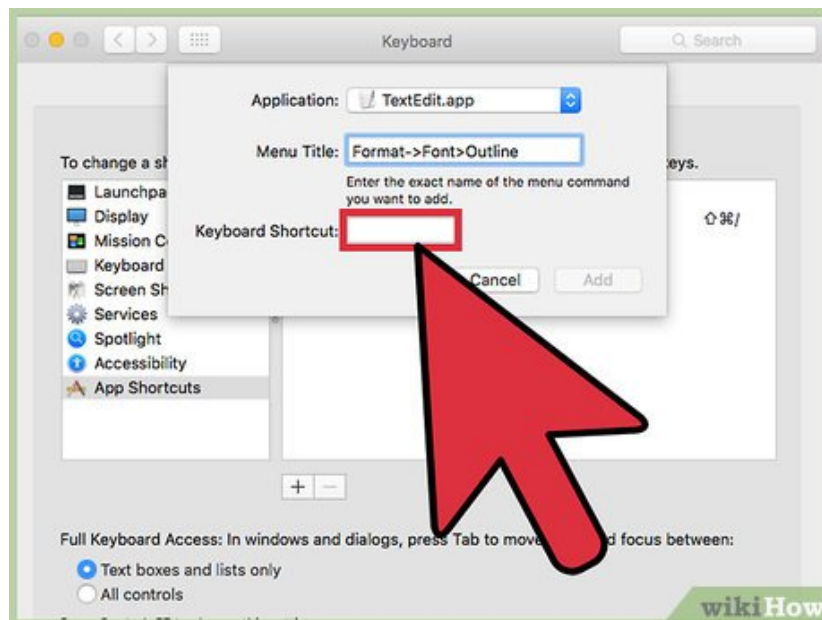 Keyboard
Search
Application: TextEdit.app
Menu Title: Format->Font>Outline
Enter the exact name of the menu command
you want to add.
Keyboard Shortcut:
Cancel Add
To change a sh
eys.
Launchpa
Display
⇧⌘/
Mission C
Keyboard
Screen Sh
Services
Spotlight
Accessibility
App Shortcuts
+ −
Full Keyboard Access: In windows and dialogs, press Tab to mov d focus between:
Text boxes and lists only
All controls
wikiHow